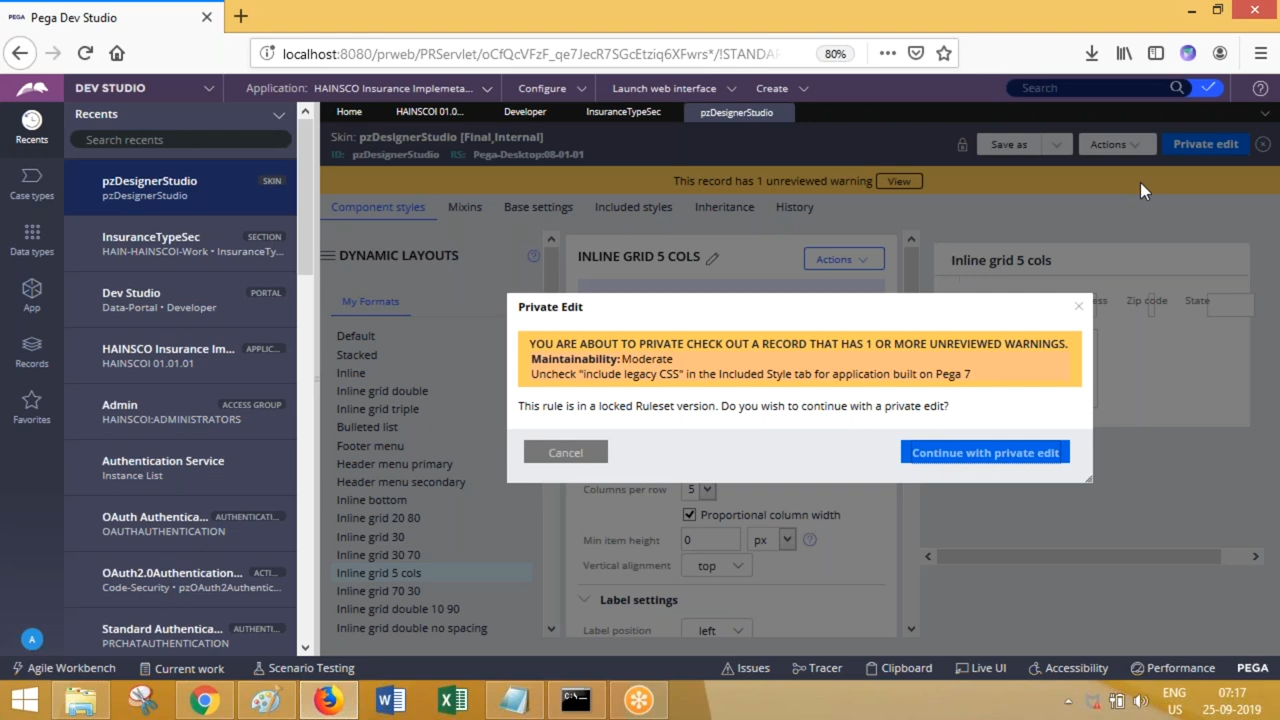 PEGA Pega Dev Studio
localhost:8080/prweb/PRServlet/oCfQcVFzF_qe7JecR7SGcEtziq6XFwrs*/!STANDAR 80%
DEV STUDIO Application: HAINSCO Insurance Implemeta... Configure Launch web interface Create Search
Recents
Recents
Search recents
Case types
Data types
App
Records
Favorites
pzDesignerStudio SKIN
pzDesignerStudio
InsuranceTypeSec SECTION
HAIN-HAINSCOI-Work • InsuranceTy...
Dev Studio PORTAL
Data-Portal • Developer
HAINSCO Insurance Im... APPLIC...
HAINSCOI 01.01.01
Admin ACCESS GROUP
HAINSCOI:ADMINISTRATORS
Authentication Service
Instance List
OAuth Authentica... AUTHENTICATI...
OAUTHAUTHENTICATION
OAuth2.0Authentication... ACTI...
Code-Security • pzOAuth2Authentic...
Standard Authentica... AUTHENTI...
PRCHATAUTHENTICATION
A
Home HAINSCOI 01.0... Developer InsuranceTypeSec pzDesignerStudio
Skin: pzDesignerStudio [Final,Internal]
ID: pzDesignerStudio RS: Pega-Desktop:08-01-01
Save as Actions Private edit
This record has 1 unreviewed warning View
Component styles Mixins Base settings Included styles Inheritance History
DYNAMIC LAYOUTS
My Formats
Default
Stacked
Inline
Inline grid double
Inline grid triple
Bulleted list
Footer menu
Header menu primary
Header menu secondary
Inline bottom
Inline grid 20 80
Inline grid 30
Inline grid 30 70
Inline grid 5 cols
Inline grid 70 30
Inline grid double 10 90
Inline grid double no spacing
INLINE GRID 5 COLS Actions
Private Edit
YOU ARE ABOUT TO PRIVATE CHECK OUT A RECORD THAT HAS 1 OR MORE UNREVIEWED WARNINGS.
Maintainability: Moderate
Uncheck "include legacy CSS" in the Included Style tab for application built on Pega 7
This rule is in a locked Ruleset version. Do you wish to continue with a private edit?
Cancel Continue with private edit
Columns per row 5
Proportional column width
Min item height 0 px
Vertical alignment top
Label settings
Label position left
Inline grid 5 cols
Zip code State
Agile Workbench Current work Scenario Testing Issues Tracer Clipboard Live UI Accessibility Performance PEGA
ENG 07:17
US 25-09-2019